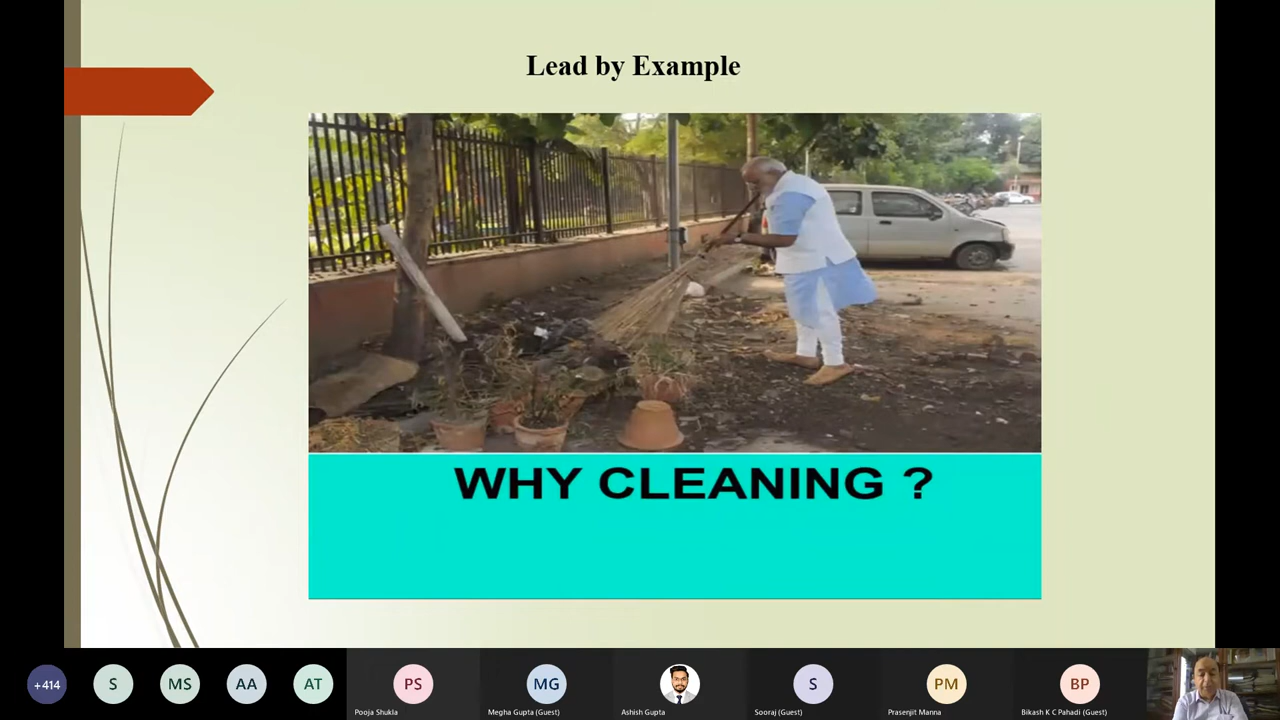 Lead by Example
WHY CLEANING ?
+414
S
MS
AA
AT
PS
Pooja Shukla
MG
Megha Gupta (Guest)
Ashish Gupta
S
Sooraj (Guest)
PM
Prasenjit Manna
BP
Bikash K C Pahadi (Guest)